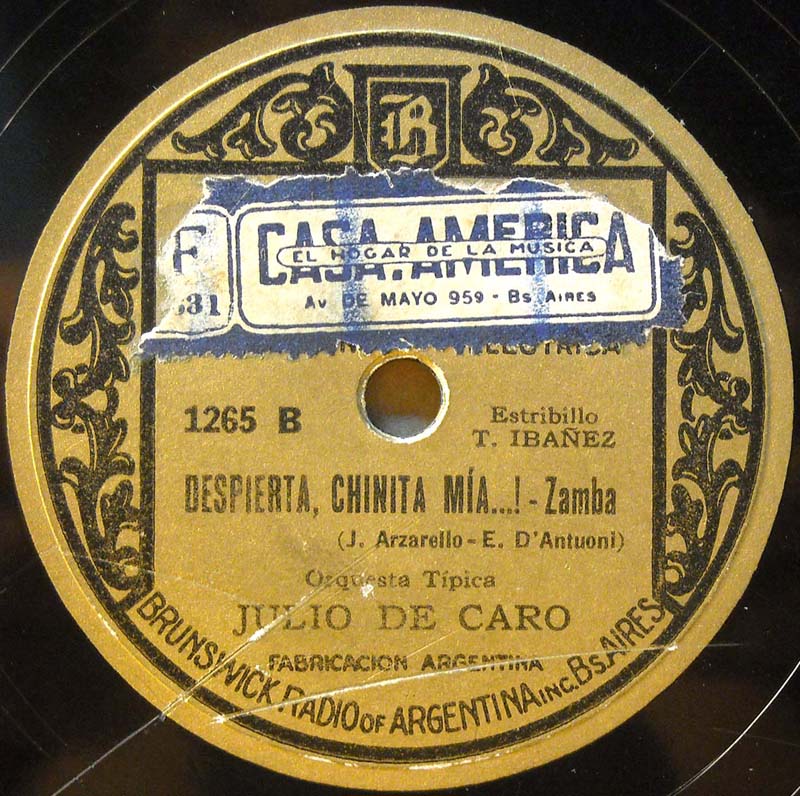 B
CASA AMERICA
EL HOGAR DE LA MUSICA
Av DE MAYO 959 - Bs. AIRES
1265 B
Estribillo
T. IBAÑEZ
DESPIERTA, CHINITA MÍA...! - Zamba
(J. Arzarello - E. D'Antuoni)
Orquesta Típica
JULIO DE CARO
FABRICACION ARGENTINA
BRUNSWICK RADIO OF ARGENTINA INC. Bs. AIRES